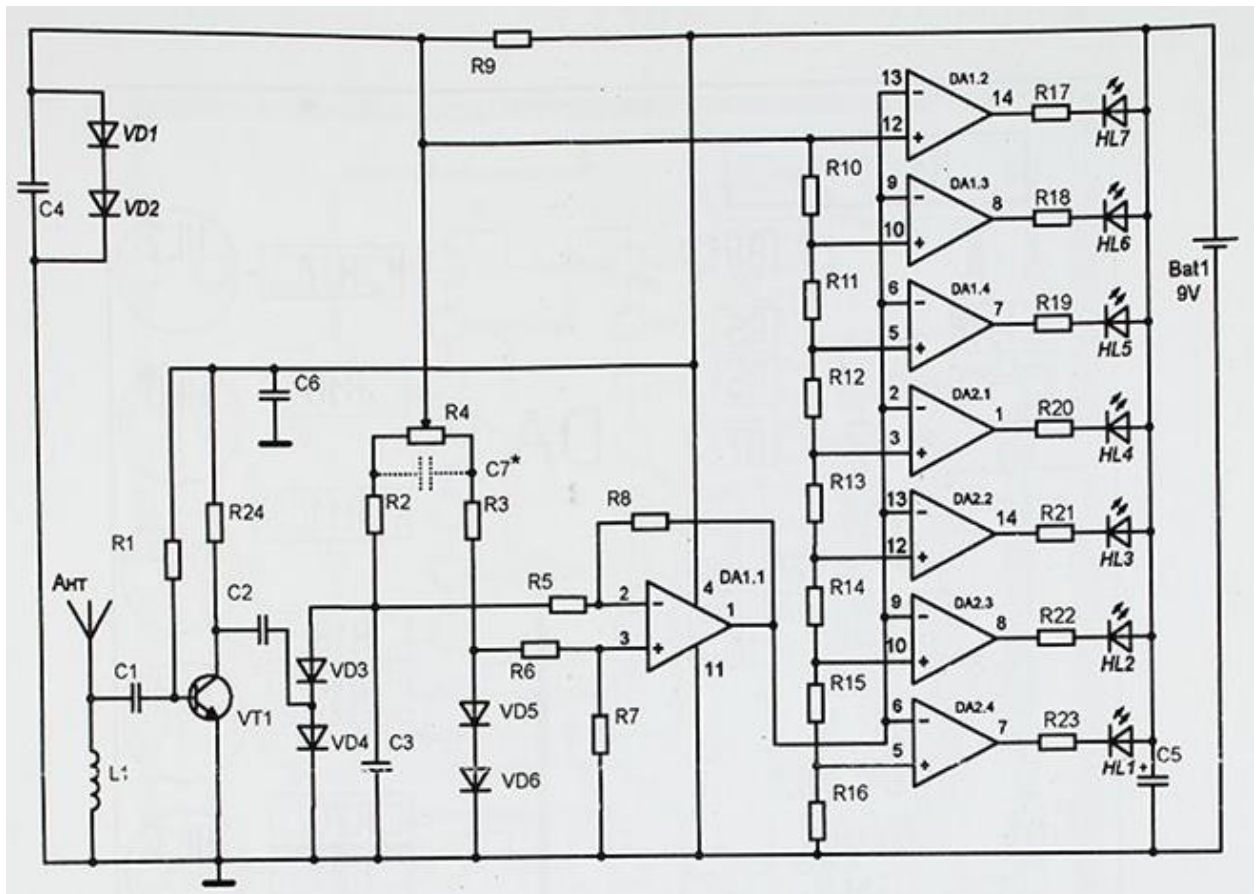 R9
13
DA1.2
14
R17
HL7
12
VD1
VD2
C4
R10
9
DA1.3
8
R18
HL6
10
Bat1
9V
R11
6
DA1.4
7
R19
HL5
5
C6
R12
R4
C7*
2
DA2.1
1
R20
HL4
3
R2
R3
R8
R13
13
DA2.2
14
R21
HL3
12
R1
R24
Ант
C2
R5
2
4
DA1.1
1
R14
9
DA2.3
8
R22
HL2
10
C1
VT1
VD3
R6
3
11
R15
L1
VD4
C3
VD5
R7
6
DA2.4
7
R23
HL1
+
C5
5
VD6
R16